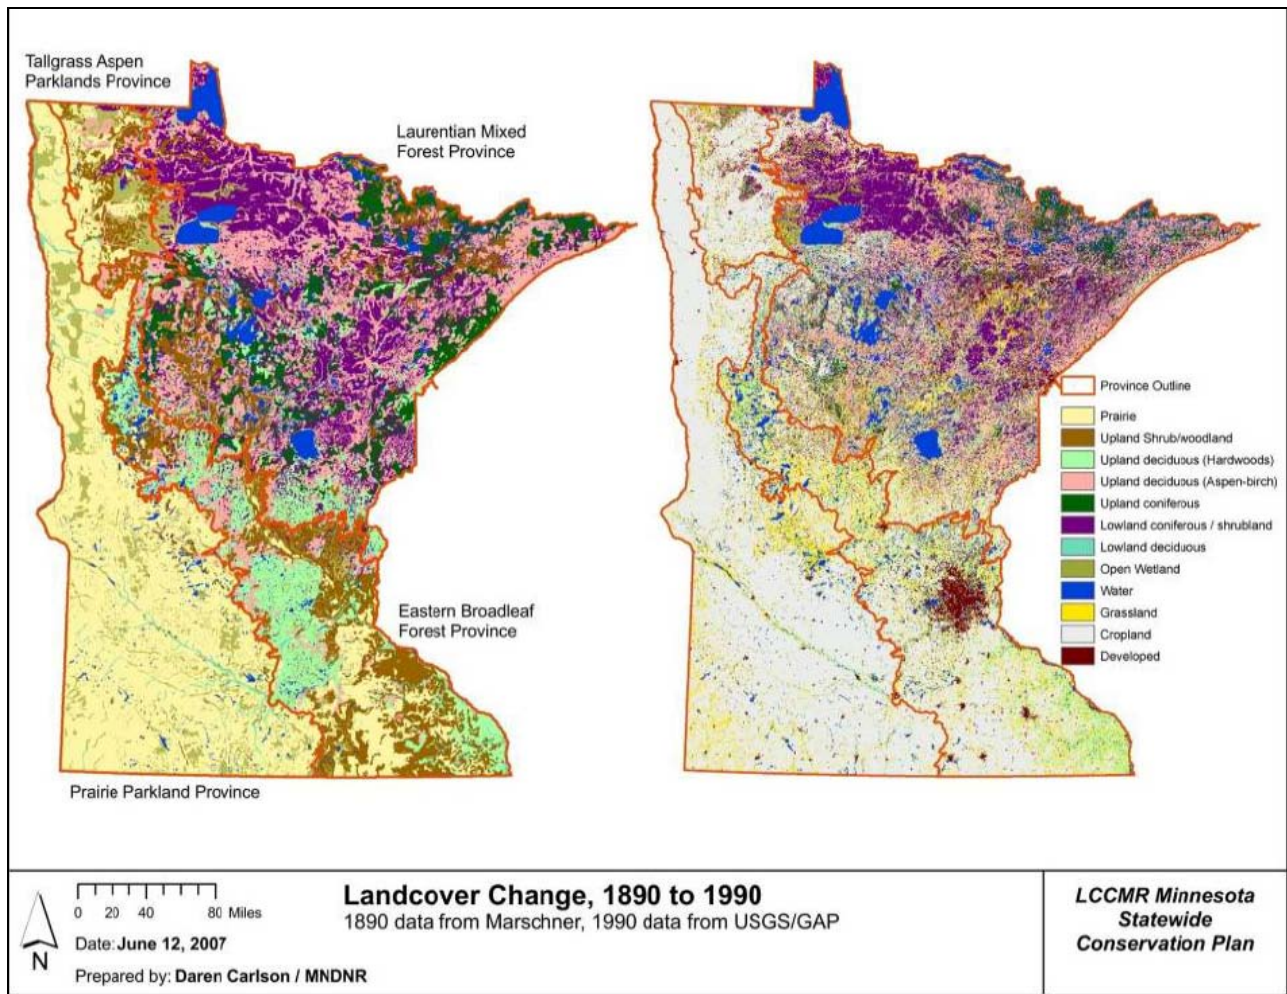 Tallgrass Aspen
Parklands Province
Laurentian Mixed
Forest Province
Eastern Broadleaf
Forest Province
Prairie Parkland Province
Province Outline
Prairie
Upland Shrub/woodland
Upland deciduous (Hardwoods)
Upland deciduous (Aspen-birch)
Upland coniferous
Lowland coniferous / shrubland
Lowland deciduous
Open Wetland
Water
Grassland
Cropland
Developed
N
0 20 40 80 Miles
Date: June 12, 2007
Prepared by: Daren Carlson / MNDNR
Landcover Change, 1890 to 1990
1890 data from Marschner, 1990 data from USGS/GAP
LCCMR Minnesota
Statewide
Conservation Plan